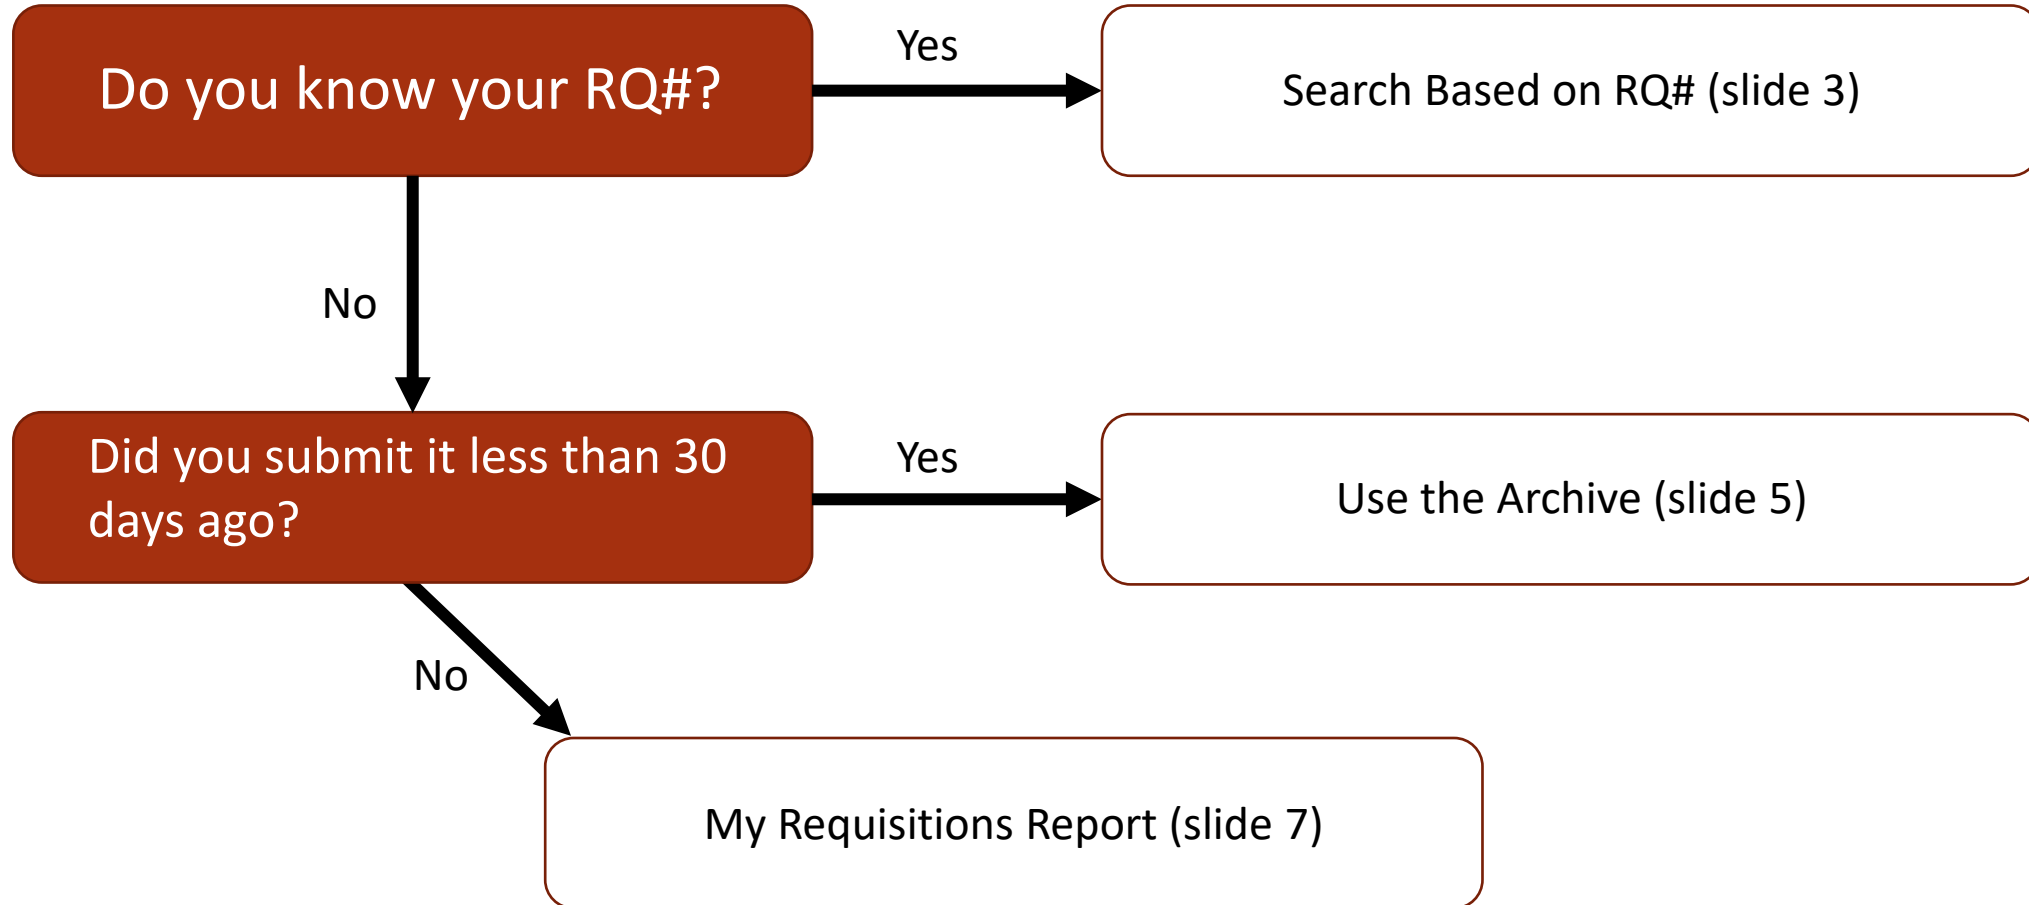 Do you know your RQ#?
Yes
Search Based on RQ# (slide 3)
No
Did you submit it less than 30
days ago?
Yes
Use the Archive (slide 5)
No
My Requisitions Report (slide 7)